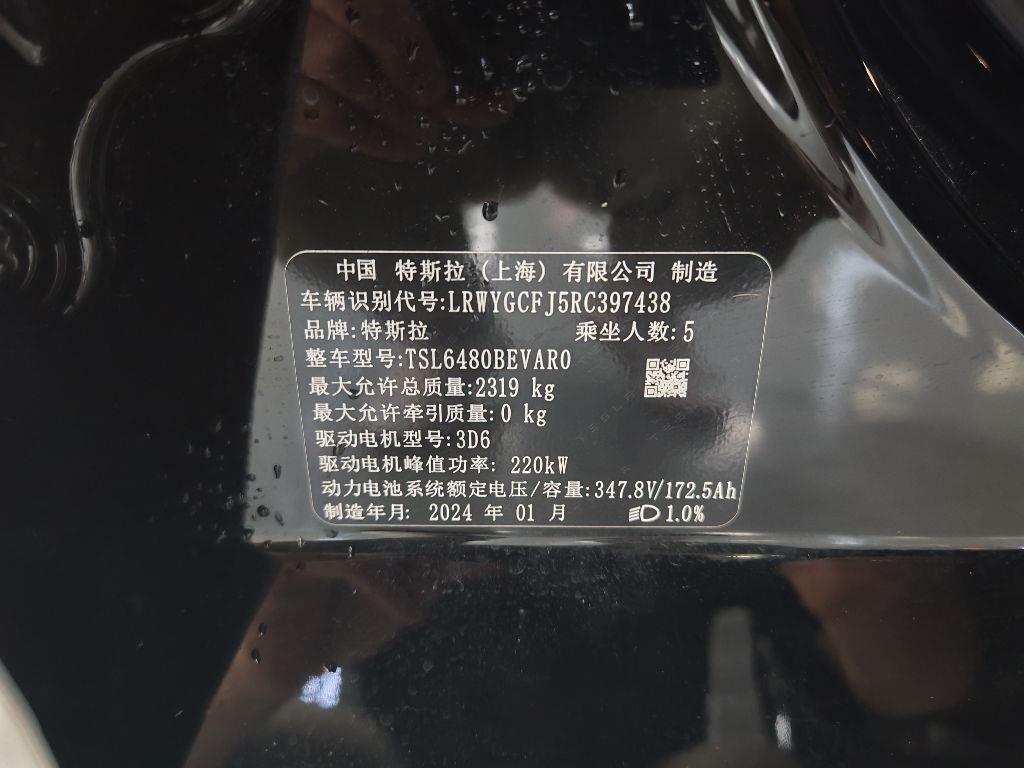 中国 特斯拉 (上海) 有限公司 制造
车辆识别代号:LRWYGCFJ5RC397438
品牌:特斯拉 乘坐人数:5
整车型号:TSL6480BEVAR0
最大允许总质量:2319 kg
最大允许牵引质量:0 kg
驱动电机型号:3D6
驱动电机峰值功率: 220kW
动力电池系统额定电压/容量:347.8V/172.5Ah
制造年月: 2024 年 01 月 1.0%